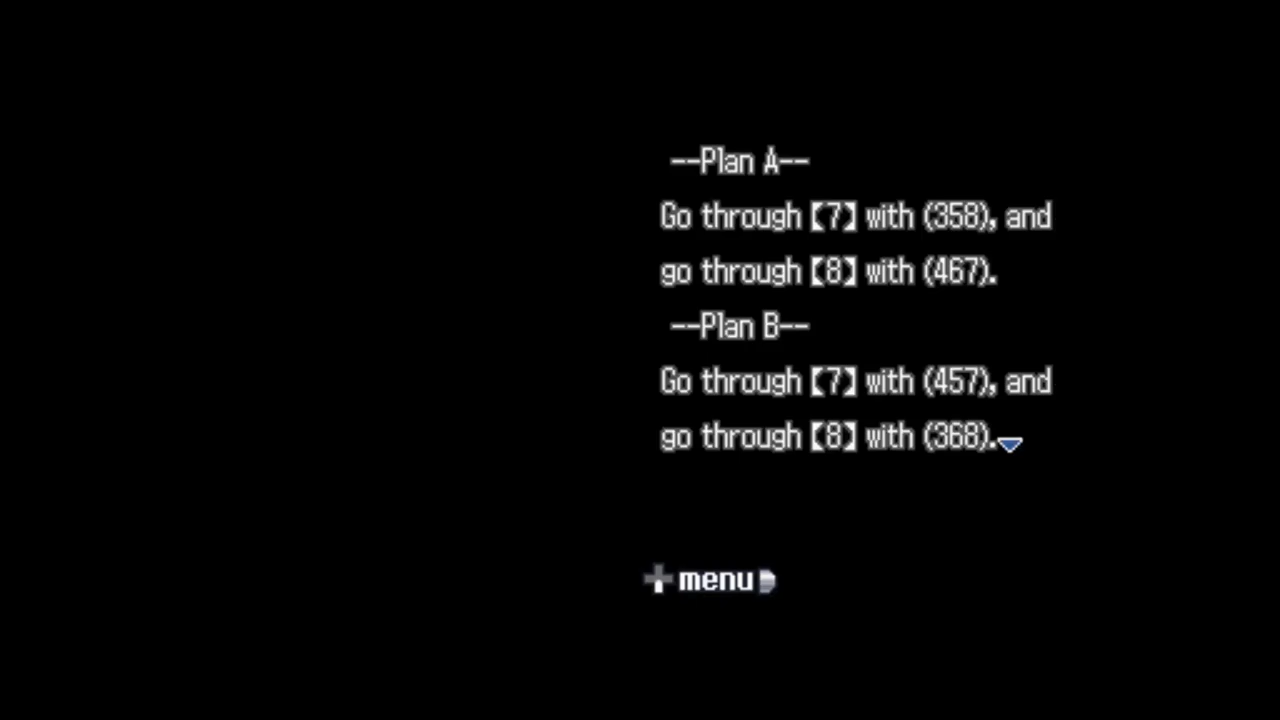 --Plan A--
Go through【7】with (358), and
go through【8】with (467).
--Plan B--
Go through【7】with (457), and
go through【8】with (368).
menu